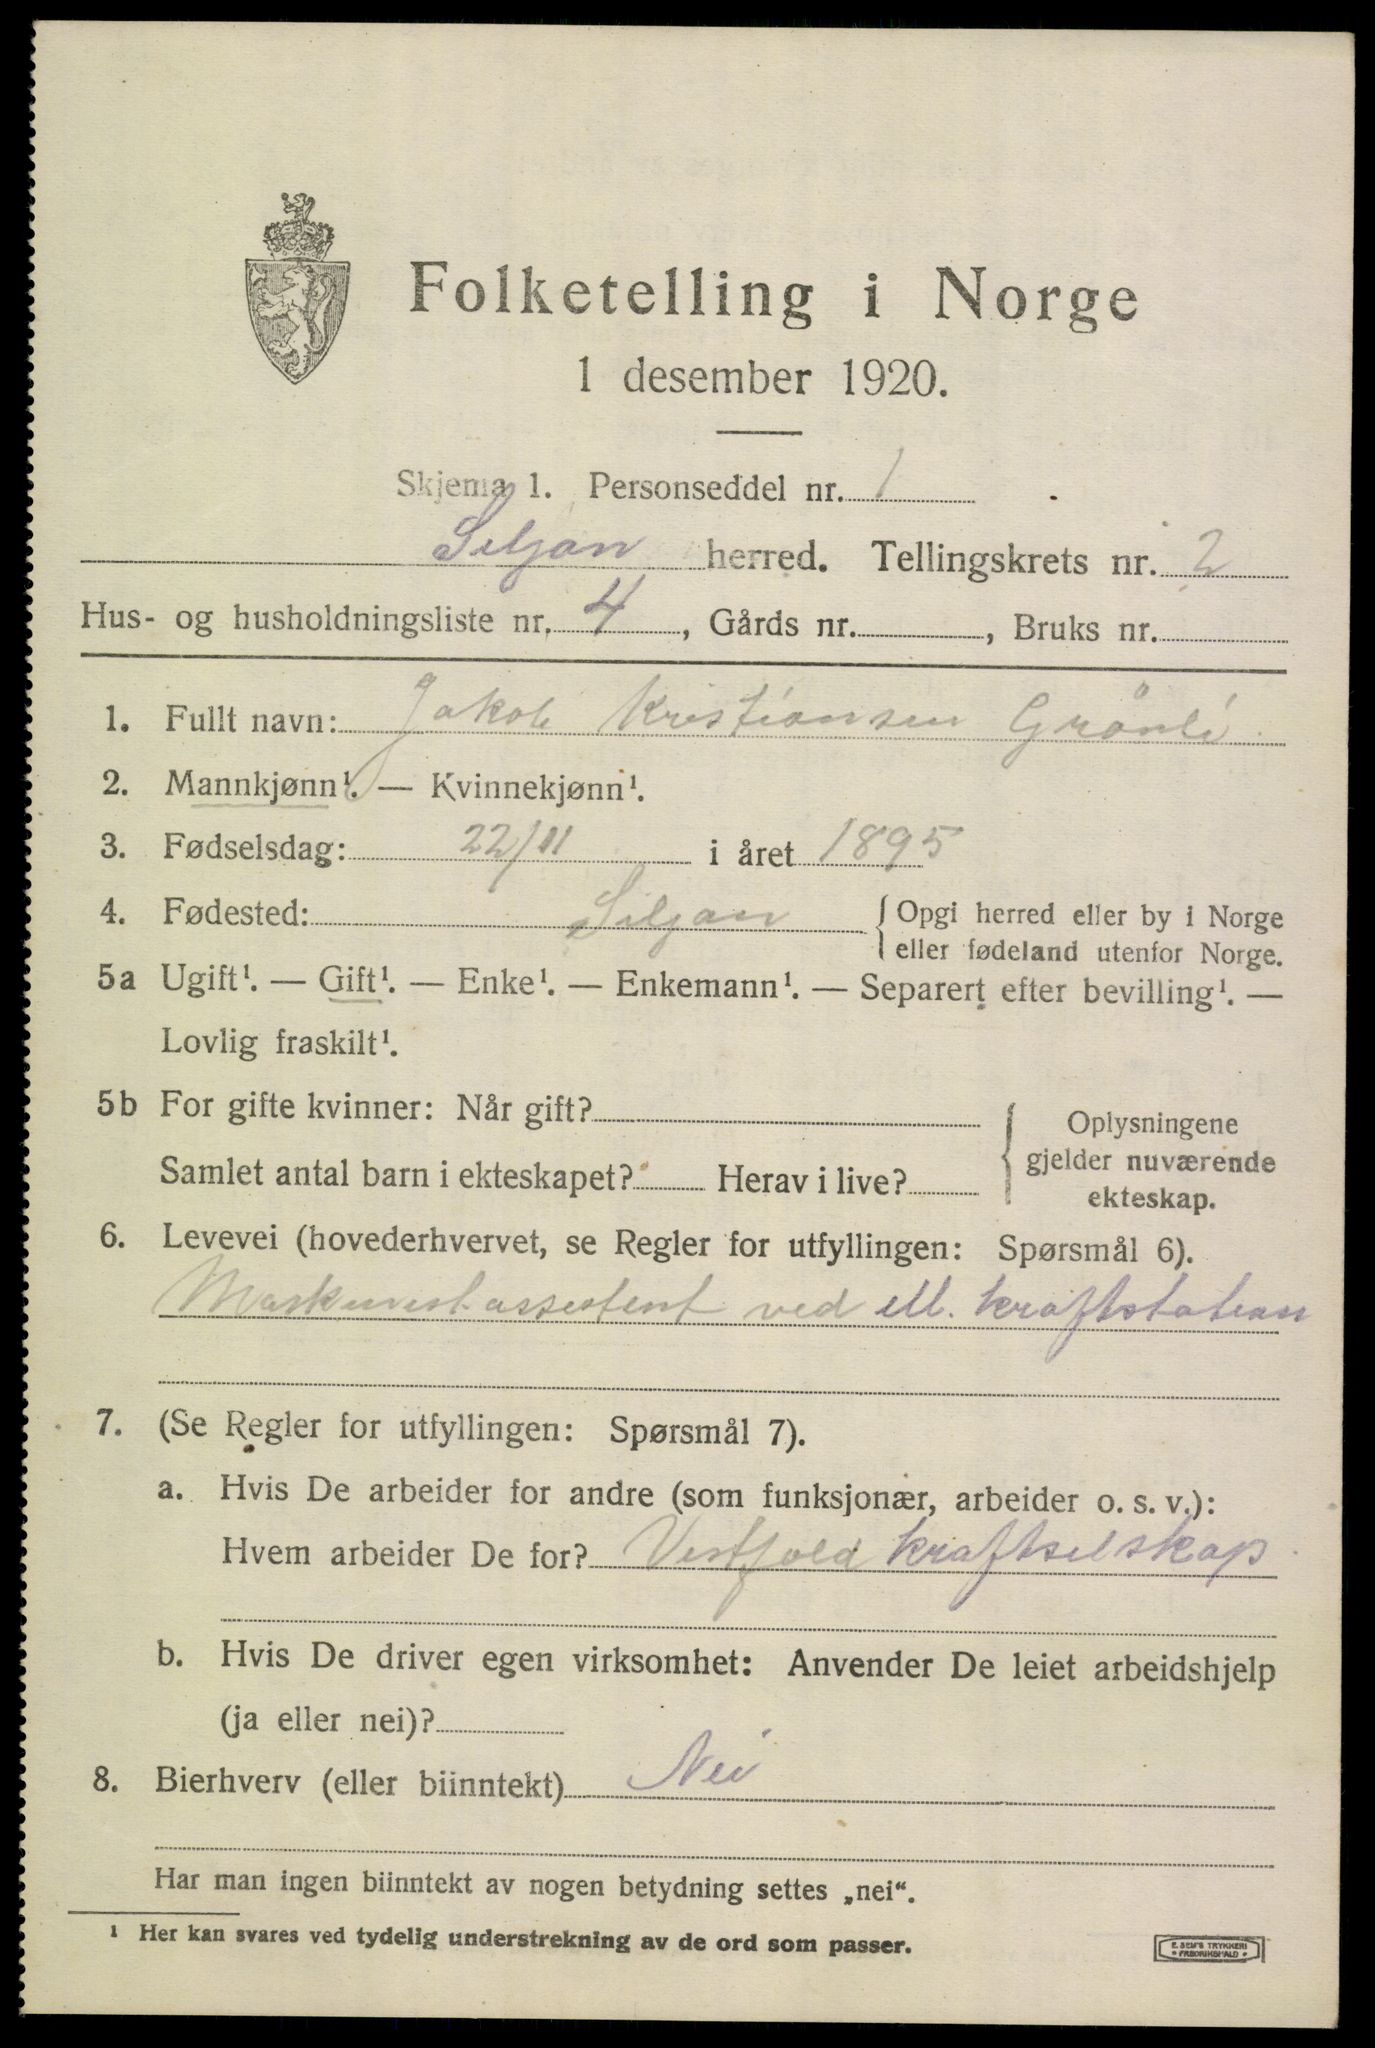 Folketelling i Norge
1 desember 1920.
Skjema 1. Personseddel nr. 1
Siljan herred. Tellingskrets nr. 2
Hus- og husholdningsliste nr. 4, Gårds nr. , Bruks nr.
1. Fullt navn: Jakob Kristiansen Grönli
2. Mannkjønn¹. — Kvinnekjønn¹.
3. Fødselsdag: 22/11 i året 1895
4. Fødested: Siljan { Opgi herred eller by i Norge
eller fødeland utenfor Norge.
5a Ugift¹. — Gift¹. — Enke¹. — Enkemann¹. — Separert efter bevilling¹. —
Lovlig fraskilt¹.
5b For gifte kvinner: Når gift?
Samlet antal barn i ekteskapet? Herav i live?
{ Oplysningene
gjelder nuværende
ekteskap.
6. Levevei (hovederhvervet, se Regler for utfyllingen: Spørsmål 6).
Maskinistassistent ved ell. kraftstation
7. (Se Regler for utfyllingen: Spørsmål 7).
a. Hvis De arbeider for andre (som funksjonær, arbeider o. s. v.):
Hvem arbeider De for? Vestfold kraftselskap
b. Hvis De driver egen virksomhet: Anvender De leiet arbeidshjelp
(ja eller nei)?
8. Bierhverv (eller biinntekt) Nei
Har man ingen biinntekt av nogen betydning settes „nei“.
¹ Her kan svares ved tydelig understrekning av de ord som passer.
E. SEM'S TRYKKERI
FREDRIKSHALD